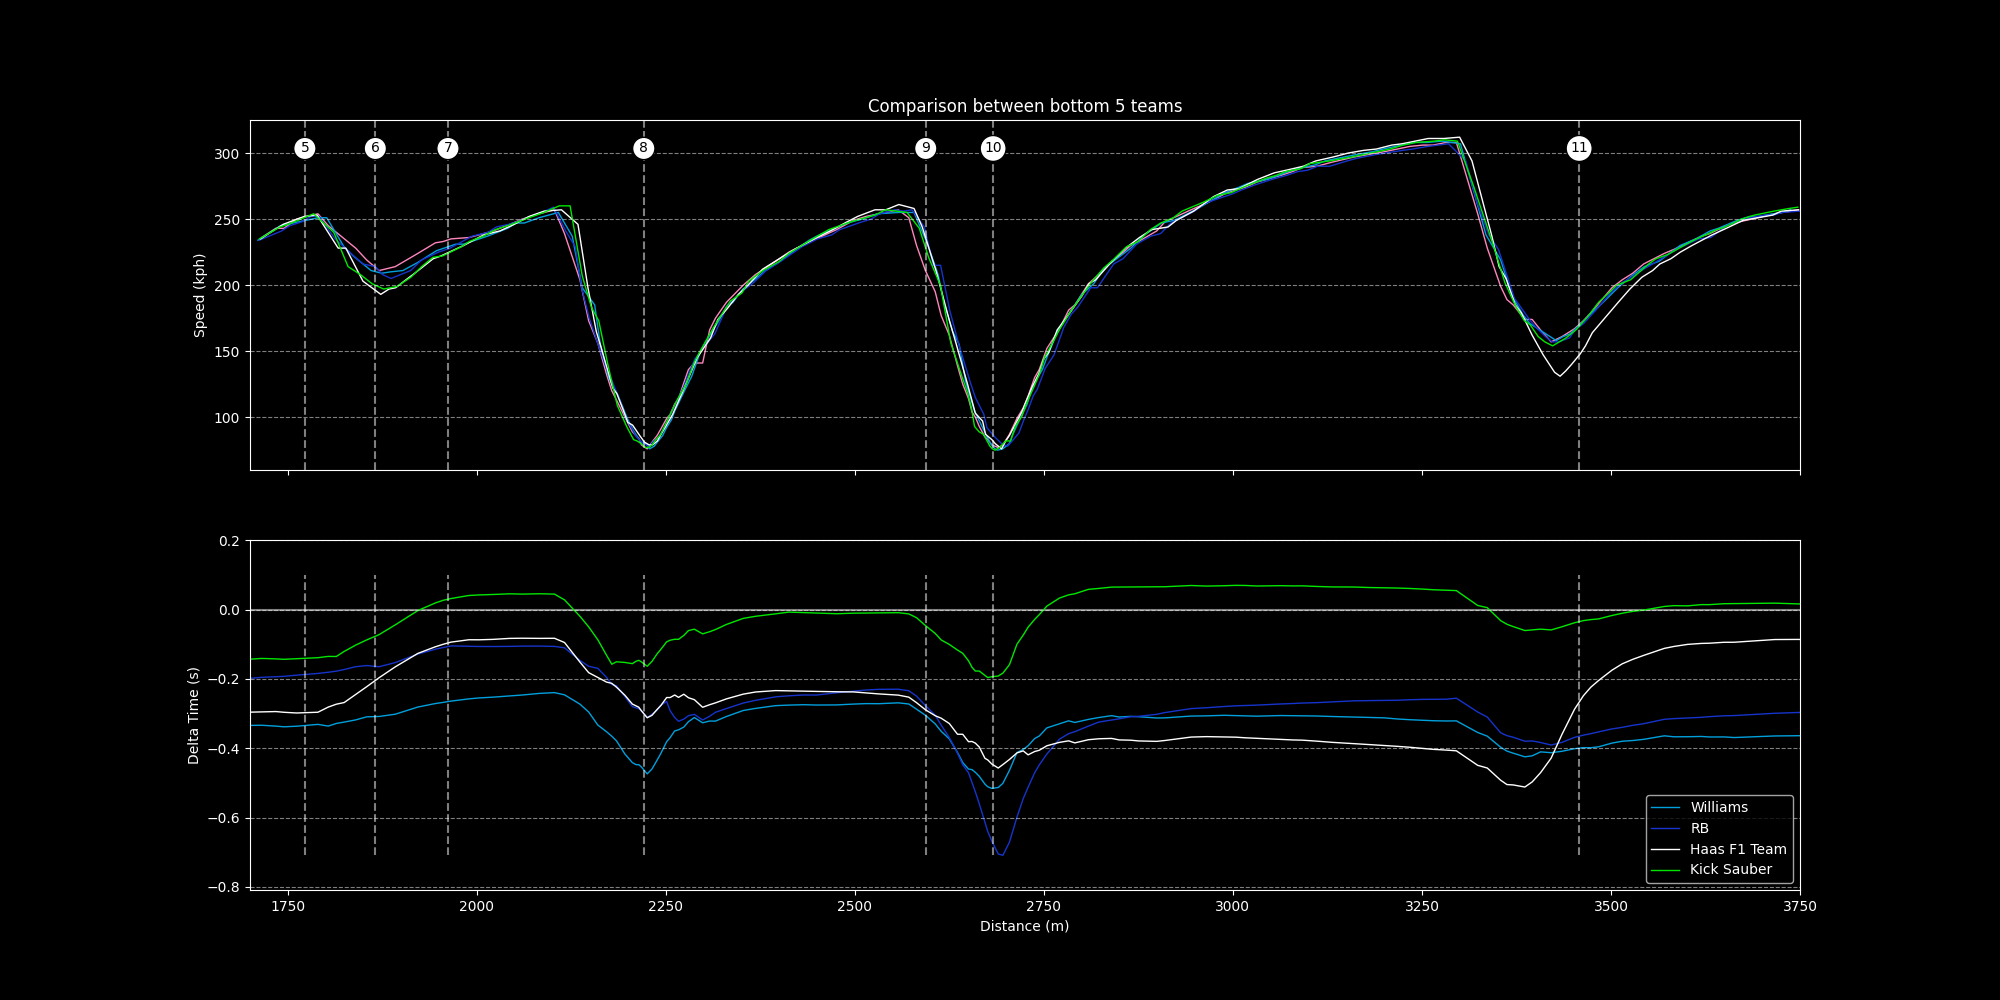 Comparison between bottom 5 teams
5 6 7 8 9 10 11
300
250
200
150
100
Speed (kph)
0.2
0.0
−0.2
−0.4
−0.6
−0.8
Delta Time (s)
Williams
RB
Haas F1 Team
Kick Sauber
1750 2000 2250 2500 2750 3000 3250 3500 3750
Distance (m)